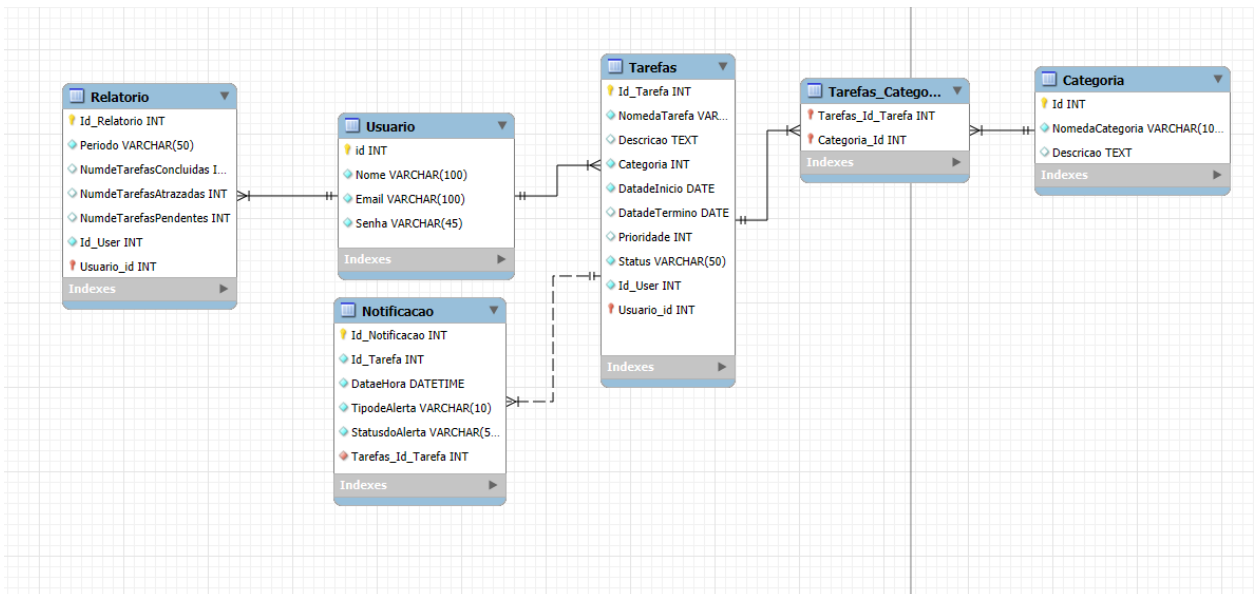 Relatorio
Id_Relatorio INT
Periodo VARCHAR(50)
NumdeTarefasConcluidas I...
NumdeTarefasAtrazadas INT
NumdeTarefasPendentes INT
Id_User INT
Usuario_id INT
Indexes
Usuario
id INT
Nome VARCHAR(100)
Email VARCHAR(100)
Senha VARCHAR(45)
Indexes
Notificacao
Id_Notificacao INT
Id_Tarefa INT
DataeHora DATETIME
TipodeAlerta VARCHAR(10)
StatusdoAlerta VARCHAR(5...
Tarefas_Id_Tarefa INT
Indexes
Tarefas
Id_Tarefa INT
NomedaTarefa VAR...
Descricao TEXT
Categoria INT
DatadeInicio DATE
DatadeTermino DATE
Prioridade INT
Status VARCHAR(50)
Id_User INT
Usuario_id INT
Indexes
Tarefas_Catego...
Tarefas_Id_Tarefa INT
Categoria_Id INT
Indexes
Categoria
Id INT
NomedaCategoria VARCHAR(10...
Descricao TEXT
Indexes